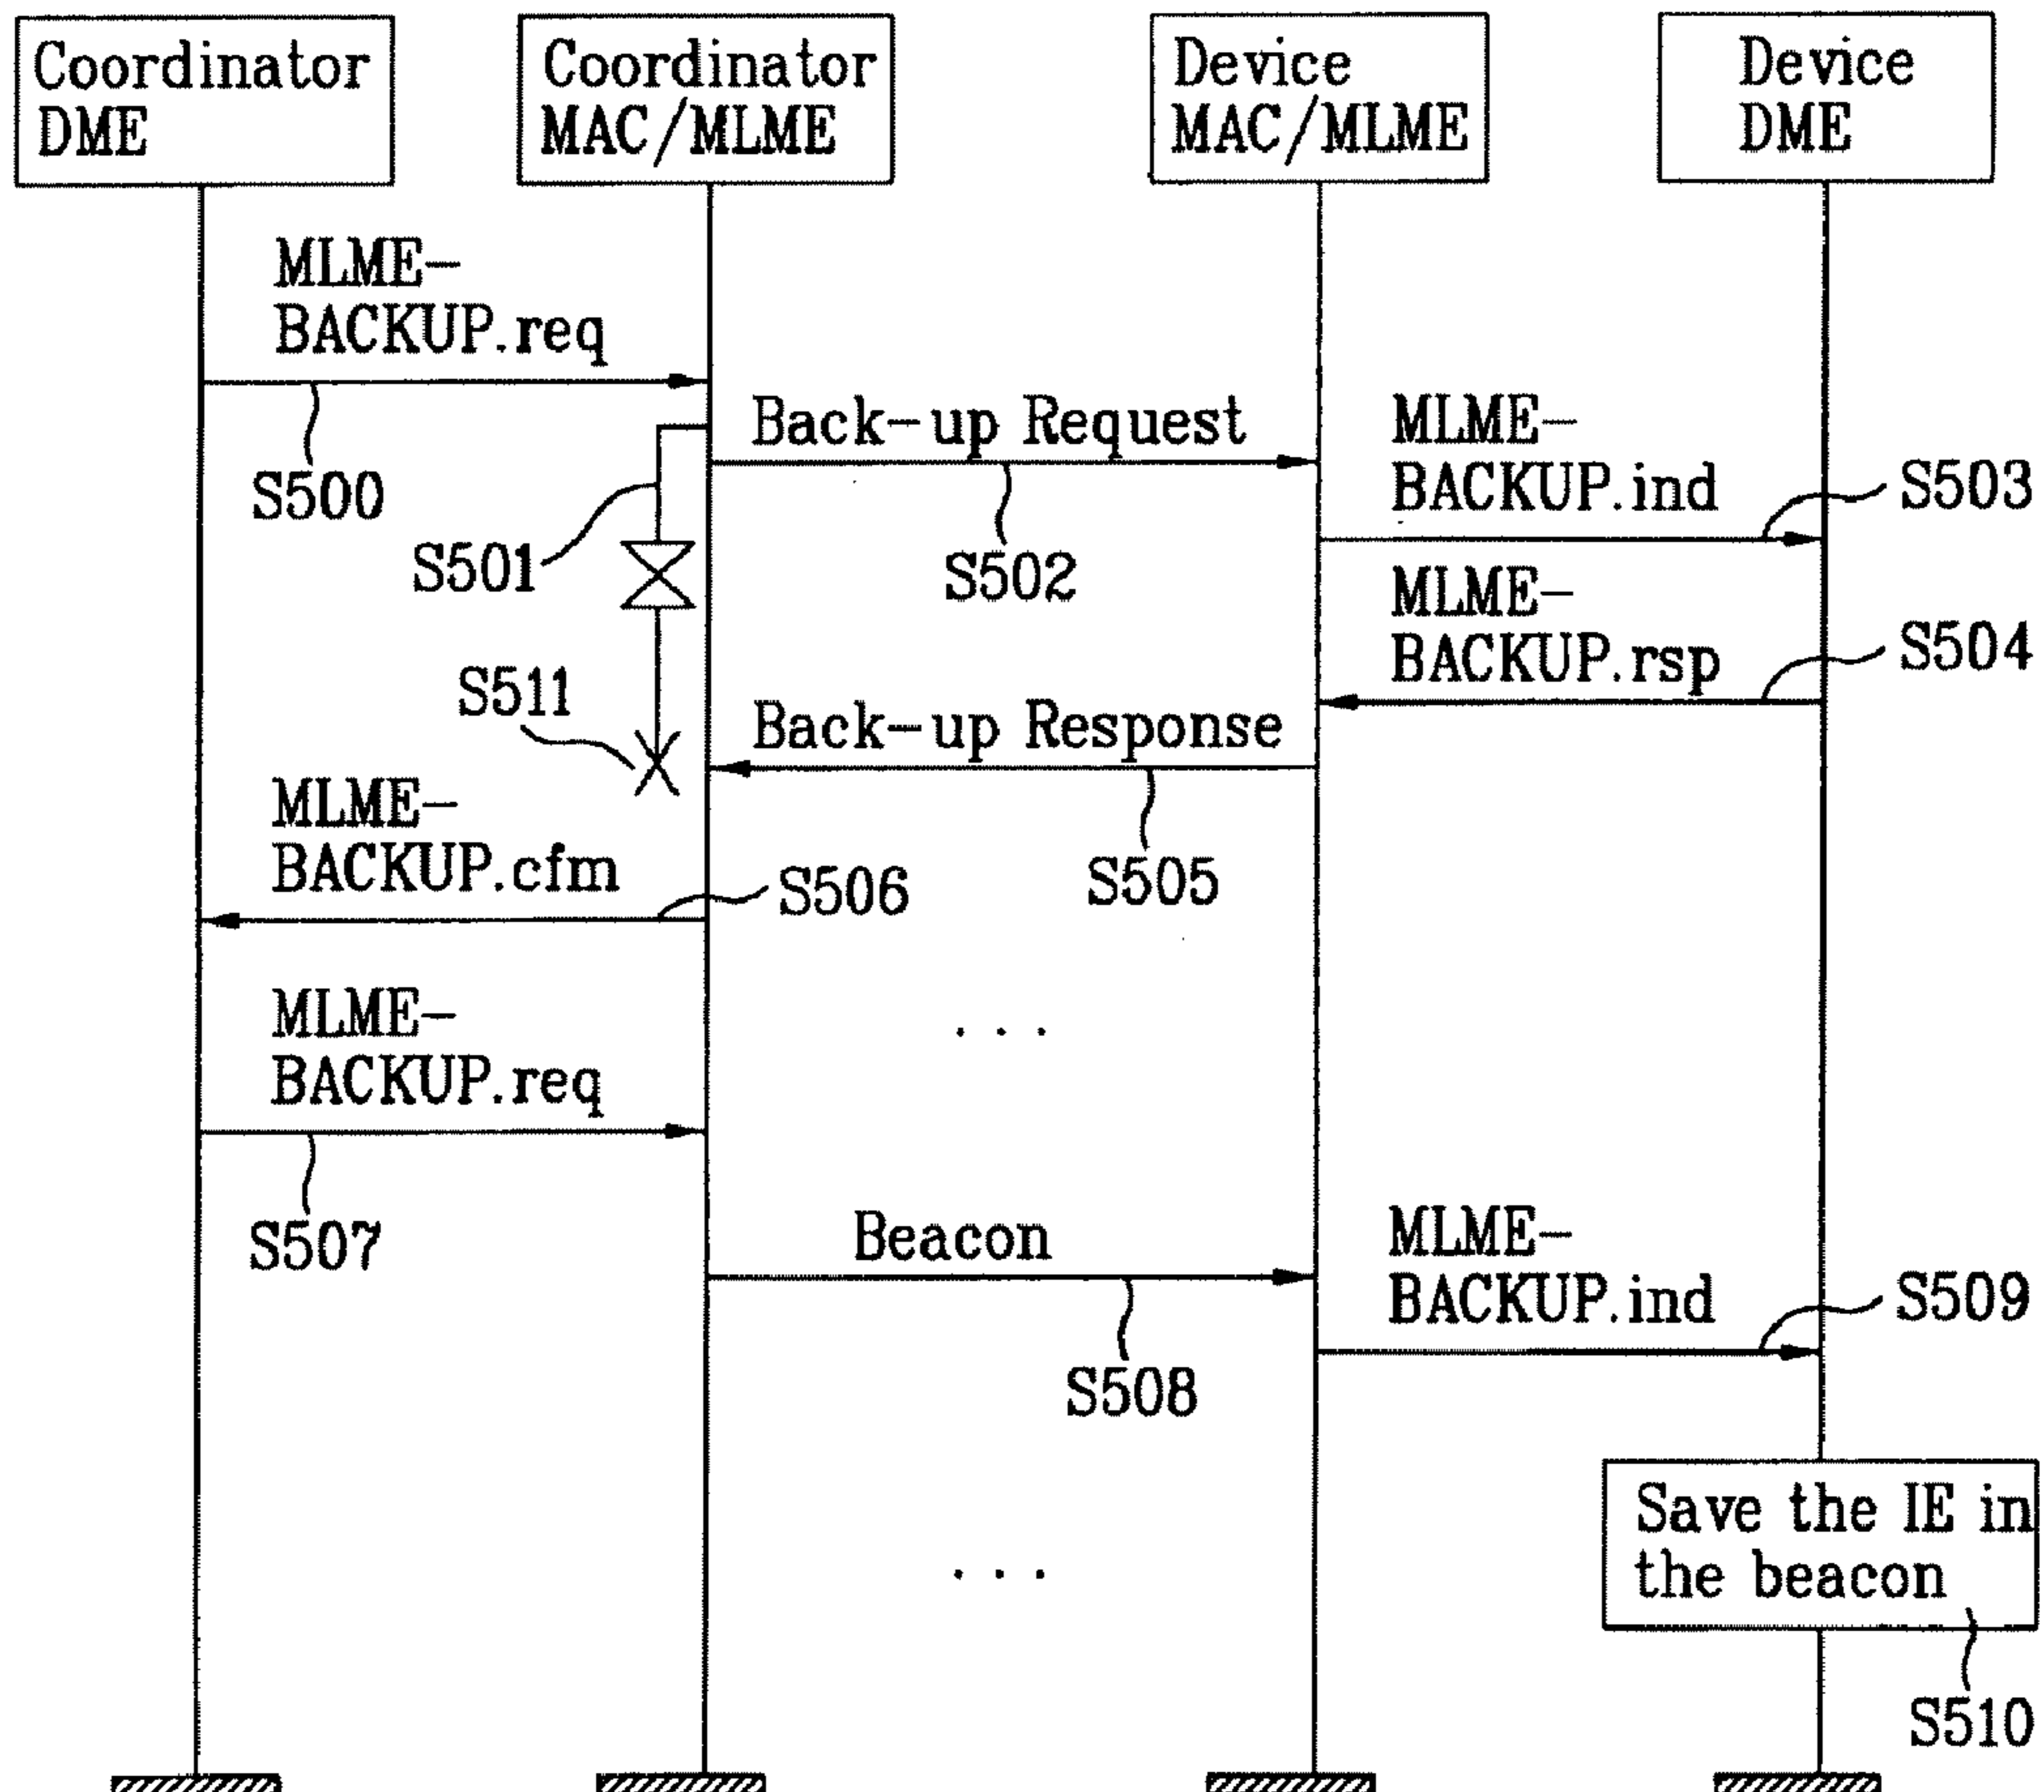 Coordinator
DME
Coordinator
MAC/MLME
Device
MAC/MLME
Device
DME
MLME-
BACKUP.req
S500
Back-up Request
S501
S502
MLME-
BACKUP.ind
S503
MLME-
BACKUP.rsp
S504
S511
Back-up Response
S505
MLME-
BACKUP.cfm
S506
. . .
MLME-
BACKUP.req
S507
Beacon
S508
MLME-
BACKUP.ind
S509
Save the IE in
the beacon
S510
. . .